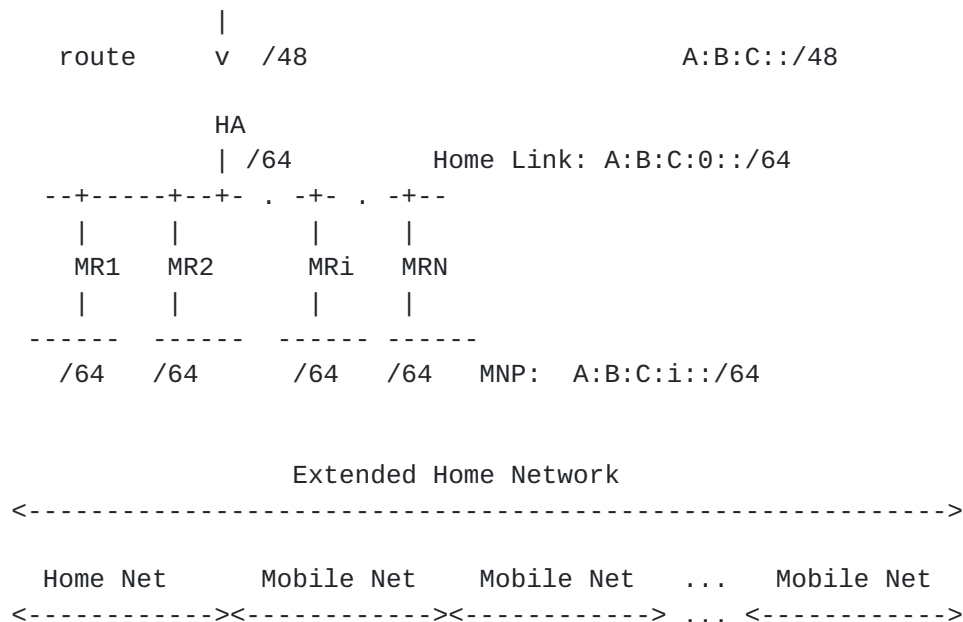 |
route v /48 A:B:C::/48
HA
| /64 Home Link: A:B:C:0::/64
--+-----+--+- . -+- . -+--
| | | |
MR1 MR2 MRi MRN
| | | |
------ ------ ------ ------
/64 /64 /64 /64 MNP: A:B:C:i::/64
Extended Home Network
<----------------------------------------------------------->
Home Net Mobile Net Mobile Net ... Mobile Net
<------------><-------------><------------> ... <------------>